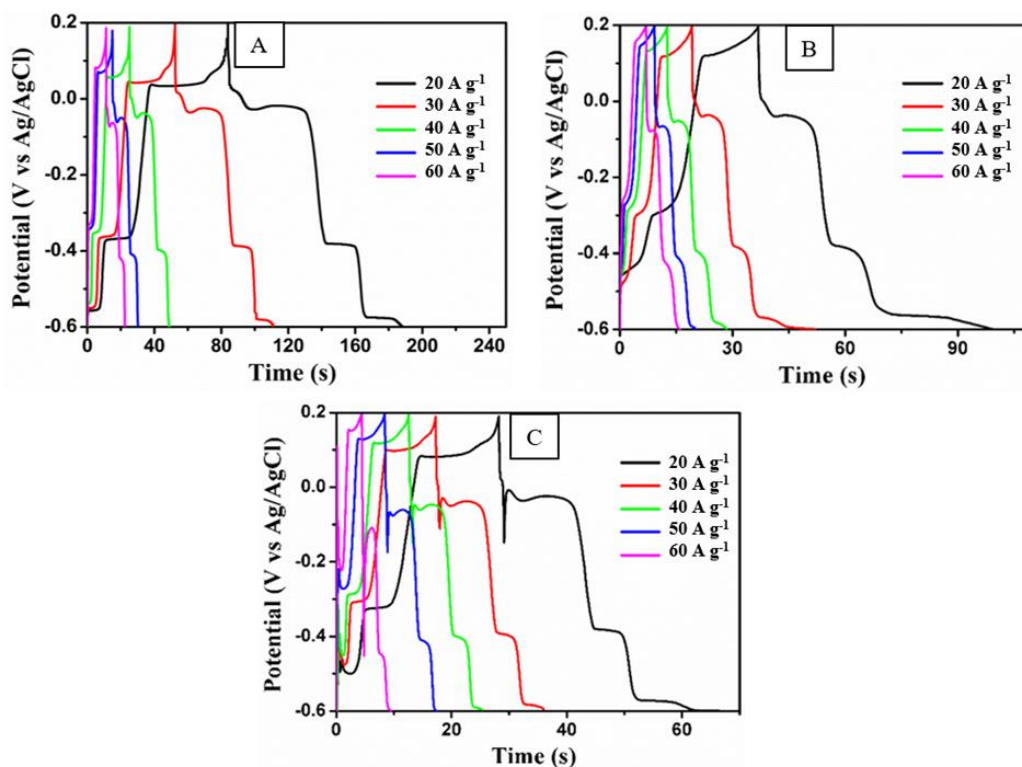 A
20 A g-1
30 A g-1
40 A g-1
50 A g-1
60 A g-1
Potential (V vs Ag/AgCl)
0.2
0.0
-0.2
-0.4
-0.6
0 40 80 120 160 200 240
Time (s)
B
20 A g-1
30 A g-1
40 A g-1
50 A g-1
60 A g-1
Potential (V vs Ag/AgCl)
0.2
0.0
-0.2
-0.4
-0.6
0 30 60 90
Time (s)
C
20 A g-1
30 A g-1
40 A g-1
50 A g-1
60 A g-1
Potential (V vs Ag/AgCl)
0.2
0.0
-0.2
-0.4
-0.6
0 20 40 60
Time (s)